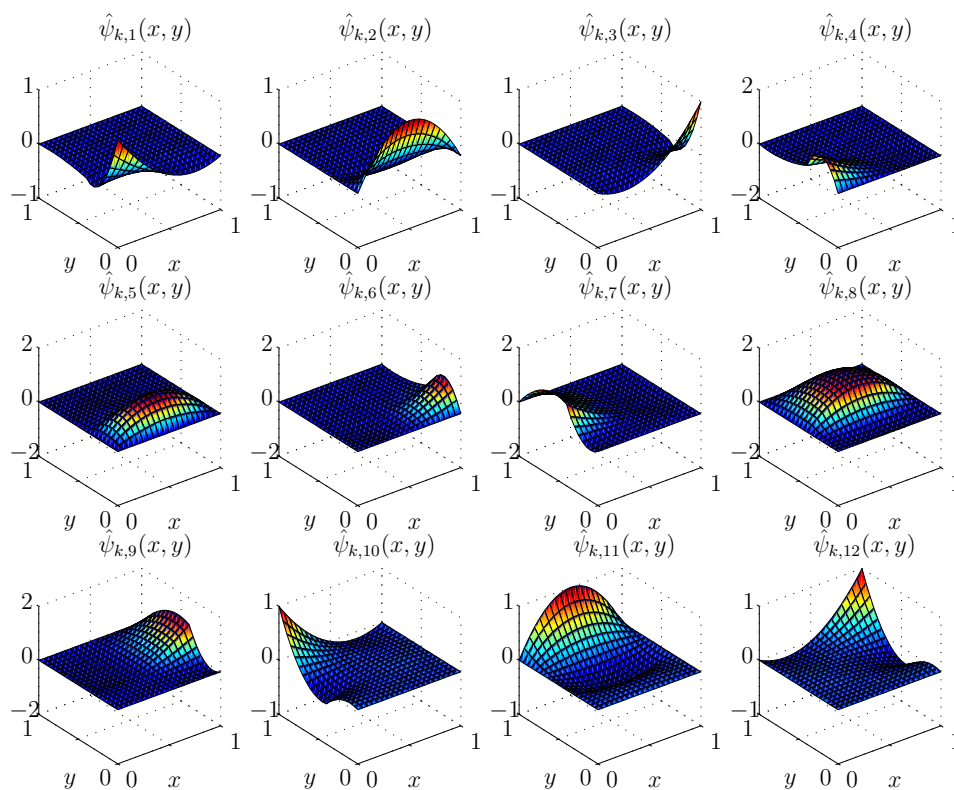 ψ̂k,1(x, y) ψ̂k,2(x, y) ψ̂k,3(x, y) ψ̂k,4(x, y)
1 1 1 2
0 0 0 0
−1 −1 −1 −2
1 1 1 1 1 1 1 1
y 0 0 x y 0 0 x y 0 0 x y 0 0 x
ψ̂k,5(x, y) ψ̂k,6(x, y) ψ̂k,7(x, y) ψ̂k,8(x, y)
2 2 2 2
0 0 0 0
−2 −2 −2 −2
1 1 1 1 1 1 1 1
y 0 0 x y 0 0 x y 0 0 x y 0 0 x
ψ̂k,9(x, y) ψ̂k,10(x, y) ψ̂k,11(x, y) ψ̂k,12(x, y)
2 1 1 1
0 0 0 0
−2 −1 −1 −1
1 1 1 1 1 1 1 1
y 0 0 x y 0 0 x y 0 0 x y 0 0 x